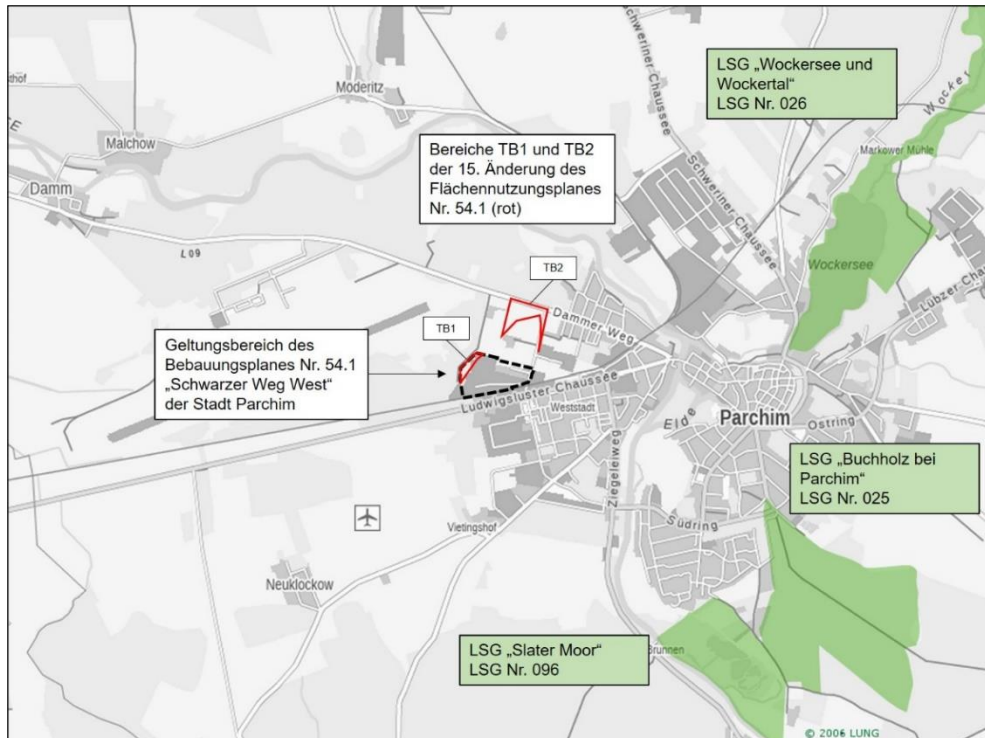 LSG „Wockersee und
Wockertal“
LSG Nr. 026
Schweriner Chaussee
Wocker
Moderitz
Malchow
Damm
Bereiche TB1 und TB2
der 15. Änderung des
Flächennutzungsplanes
Nr. 54.1 (rot)
Schweriner Chaussee
Markower Mühle
Wockersee
L09
TB2
Dammer Weg
TB1
Geltungsbereich des
Bebauungsplanes Nr. 54.1
„Schwarzer Weg West“
der Stadt Parchim
Ludwigsluster-Chaussee
Weststadt
Elde
Parchim
Ostring
Ziegeleiweg
LSG „Buchholz bei
Parchim“
LSG Nr. 025
Südring
Vietingshof
Neuklockow
LSG „Slater Moor“
LSG Nr. 096
Brunnen
© 2006 LUNG